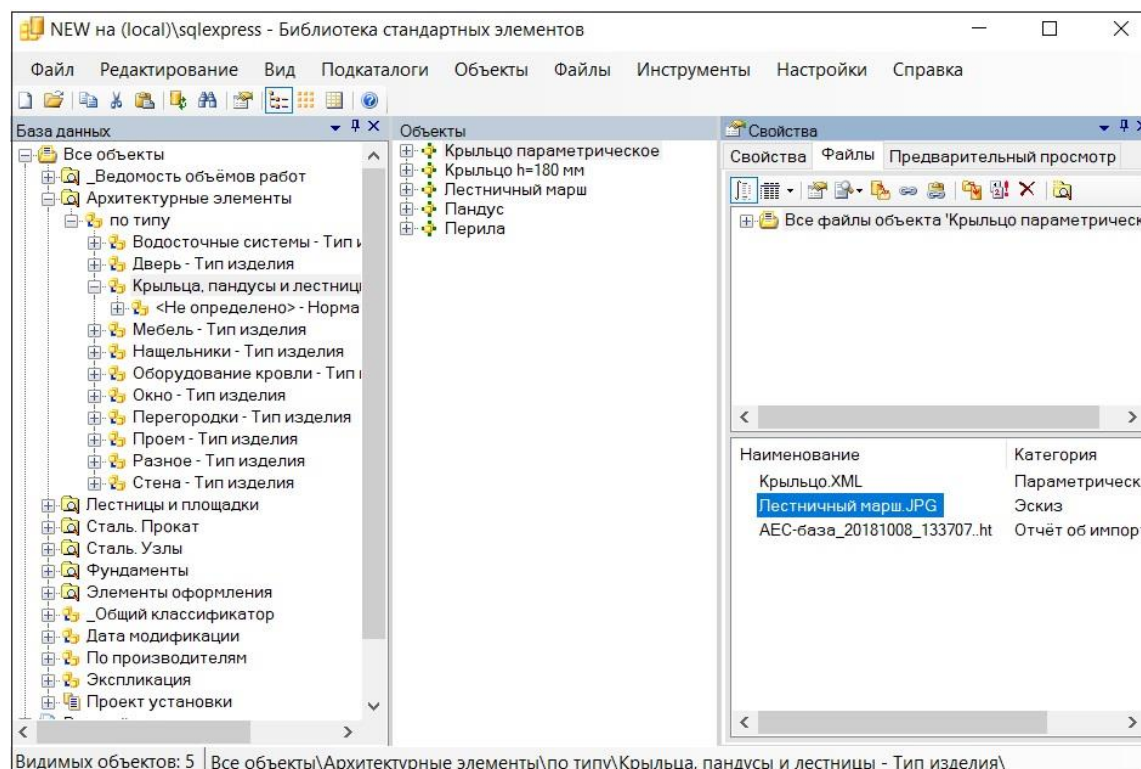 NEW на (local)\sqlexpress - Библиотека стандартных элементов
Файл Редактирование Вид Подкаталоги Объекты Файлы Инструменты Настройки Справка
База данных
Все объекты
_Ведомость объёмов работ
Архитектурные элементы
по типу
Водосточные системы - Тип
Дверь - Тип изделия
Крыльца, пандусы и лестниц
<Не определено> - Норма
Мебель - Тип изделия
Нащельники - Тип изделия
Оборудование кровли - Тип
Окно - Тип изделия
Перегородки - Тип изделия
Проем - Тип изделия
Разное - Тип изделия
Стена - Тип изделия
Лестницы и площадки
Сталь. Прокат
Сталь. Узлы
Фундаменты
Элементы оформления
_Общий классификатор
Дата модификации
По производителям
Экспликация
Проект установки
Объекты
Крыльцо параметрическое
Крыльцо h=180 мм
Лестничный марш
Пандус
Перила
Свойства
Свойства Файлы Предварительный просмотр
Все файлы объекта 'Крыльцо параметрическ
Наименование Категория
Крыльцо.XML Параметрическ
Лестничный марш.JPG Эскиз
AEC-база_20181008_133707..ht Отчёт об импор
Видимых объектов: 5 Все объекты\Архитектурные элементы\по типу\Крыльца, пандусы и лестницы - Тип изделия\